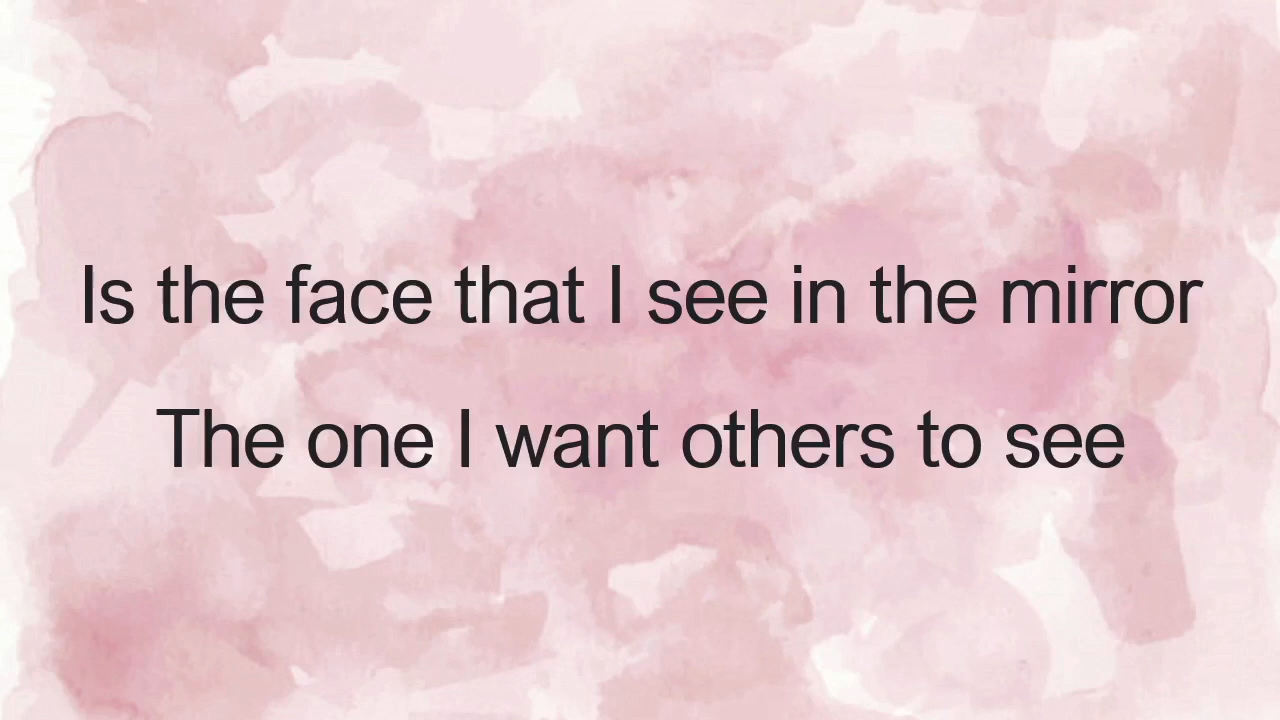 Is the face that I see in the mirror
The one I want others to see